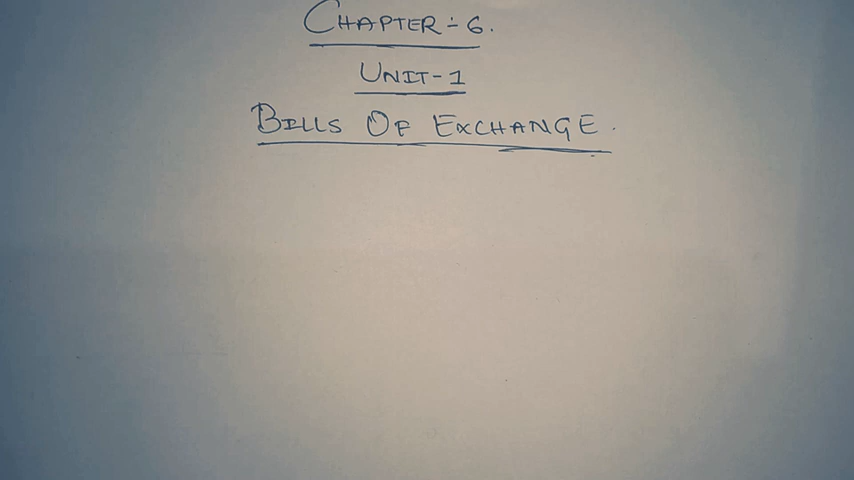 CHAPTER-6.
UNIT-1
BILLS OF EXCHANGE.